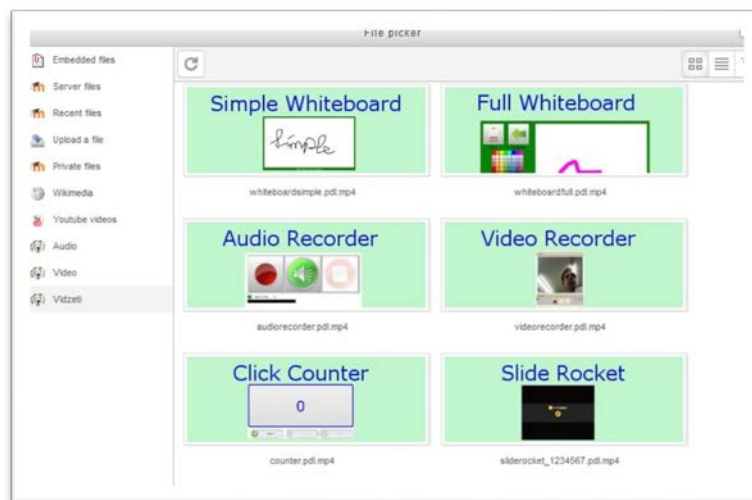 File picker
Embedded files
Server files
Recent files
Upload a file
Private files
Wikimedia
Youtube videos
Audio
Video
Vidzeti
Simple Whiteboard
Simple
whiteboardsimple.pdl.mp4
Full Whiteboard
whiteboardfull.pdl.mp4
Audio Recorder
audiorecorder.pdl.mp4
Video Recorder
videorecorder.pdl.mp4
Click Counter
0
counter.pdl.mp4
Slide Rocket
sliderocket_1234567.pdl.mp4